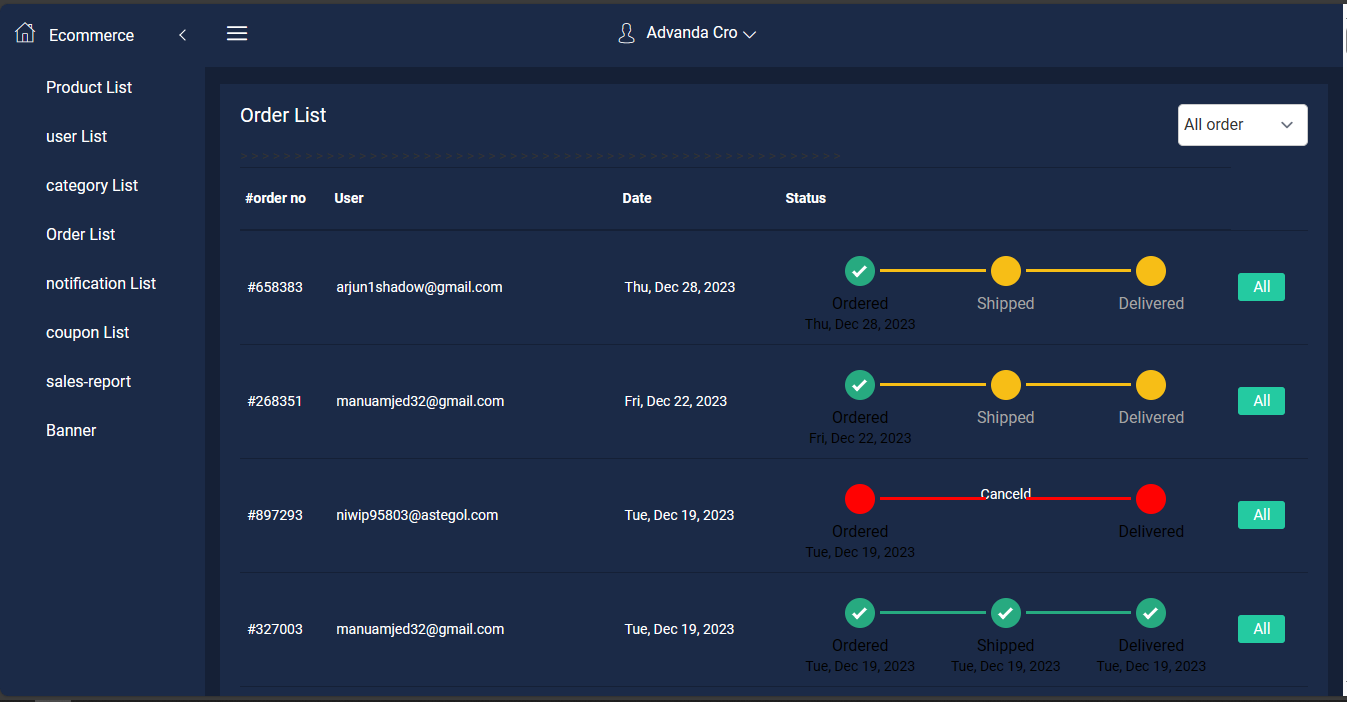 Ecommerce
Advanda Cro
Product List
user List
category List
Order List
notification List
coupon List
sales-report
Banner
Order List
All order
> > > > > > > > > > > > > > > > > > > > > > > > > > > > > > > > > > > > > > > > > > > > > > > > > > > > > > > >
#order no User Date Status
#658383 arjun1shadow@gmail.com Thu, Dec 28, 2023 All
Ordered Shipped Delivered
Thu, Dec 28, 2023
#268351 manuamjed32@gmail.com Fri, Dec 22, 2023 All
Ordered Shipped Delivered
Fri, Dec 22, 2023
Canceld
#897293 niwip95803@astegol.com Tue, Dec 19, 2023 All
Ordered Delivered
Tue, Dec 19, 2023
#327003 manuamjed32@gmail.com Tue, Dec 19, 2023 All
Ordered Shipped Delivered
Tue, Dec 19, 2023 Tue, Dec 19, 2023 Tue, Dec 19, 2023